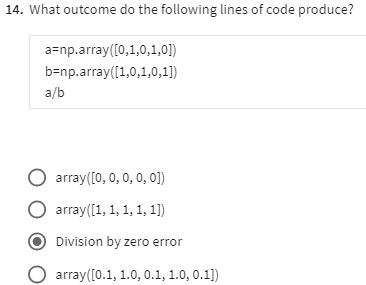 14. What outcome do the following lines of code produce?
a=np.array([0,1,0,1,0])
b=np.array([1,0,1,0,1])
a/b
array([0, 0, 0, 0, 0])
array([1, 1, 1, 1, 1])
Division by zero error
array([0.1, 1.0, 0.1, 1.0, 0.1])